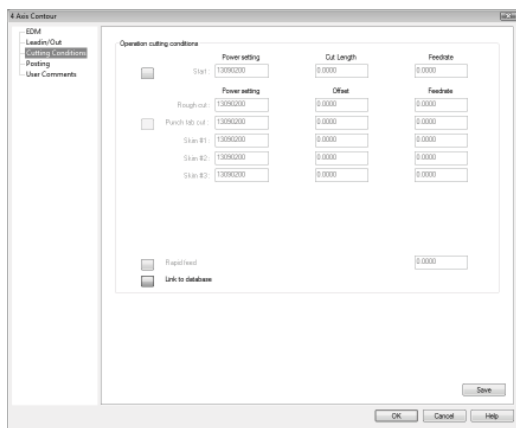 4 Axis Contour
EDM
Leadin/Out
Cutting Conditions
Posting
User Comments
Operation cutting conditions
Power setting Cut Length Feedrate
Start: 13090200 0.0000 0.0000
Power setting Offset Feedrate
Rough cut: 13090200 0.0000 0.0000
Punch tab cut: 13090200 0.0000 0.0000
Skim #1: 13090200 0.0000 0.0000
Skim #2: 13090200 0.0000 0.0000
Skim #3: 13090200 0.0000 0.0000
Rapid feed 0.0000
Link to database
Save
OK Cancel Help